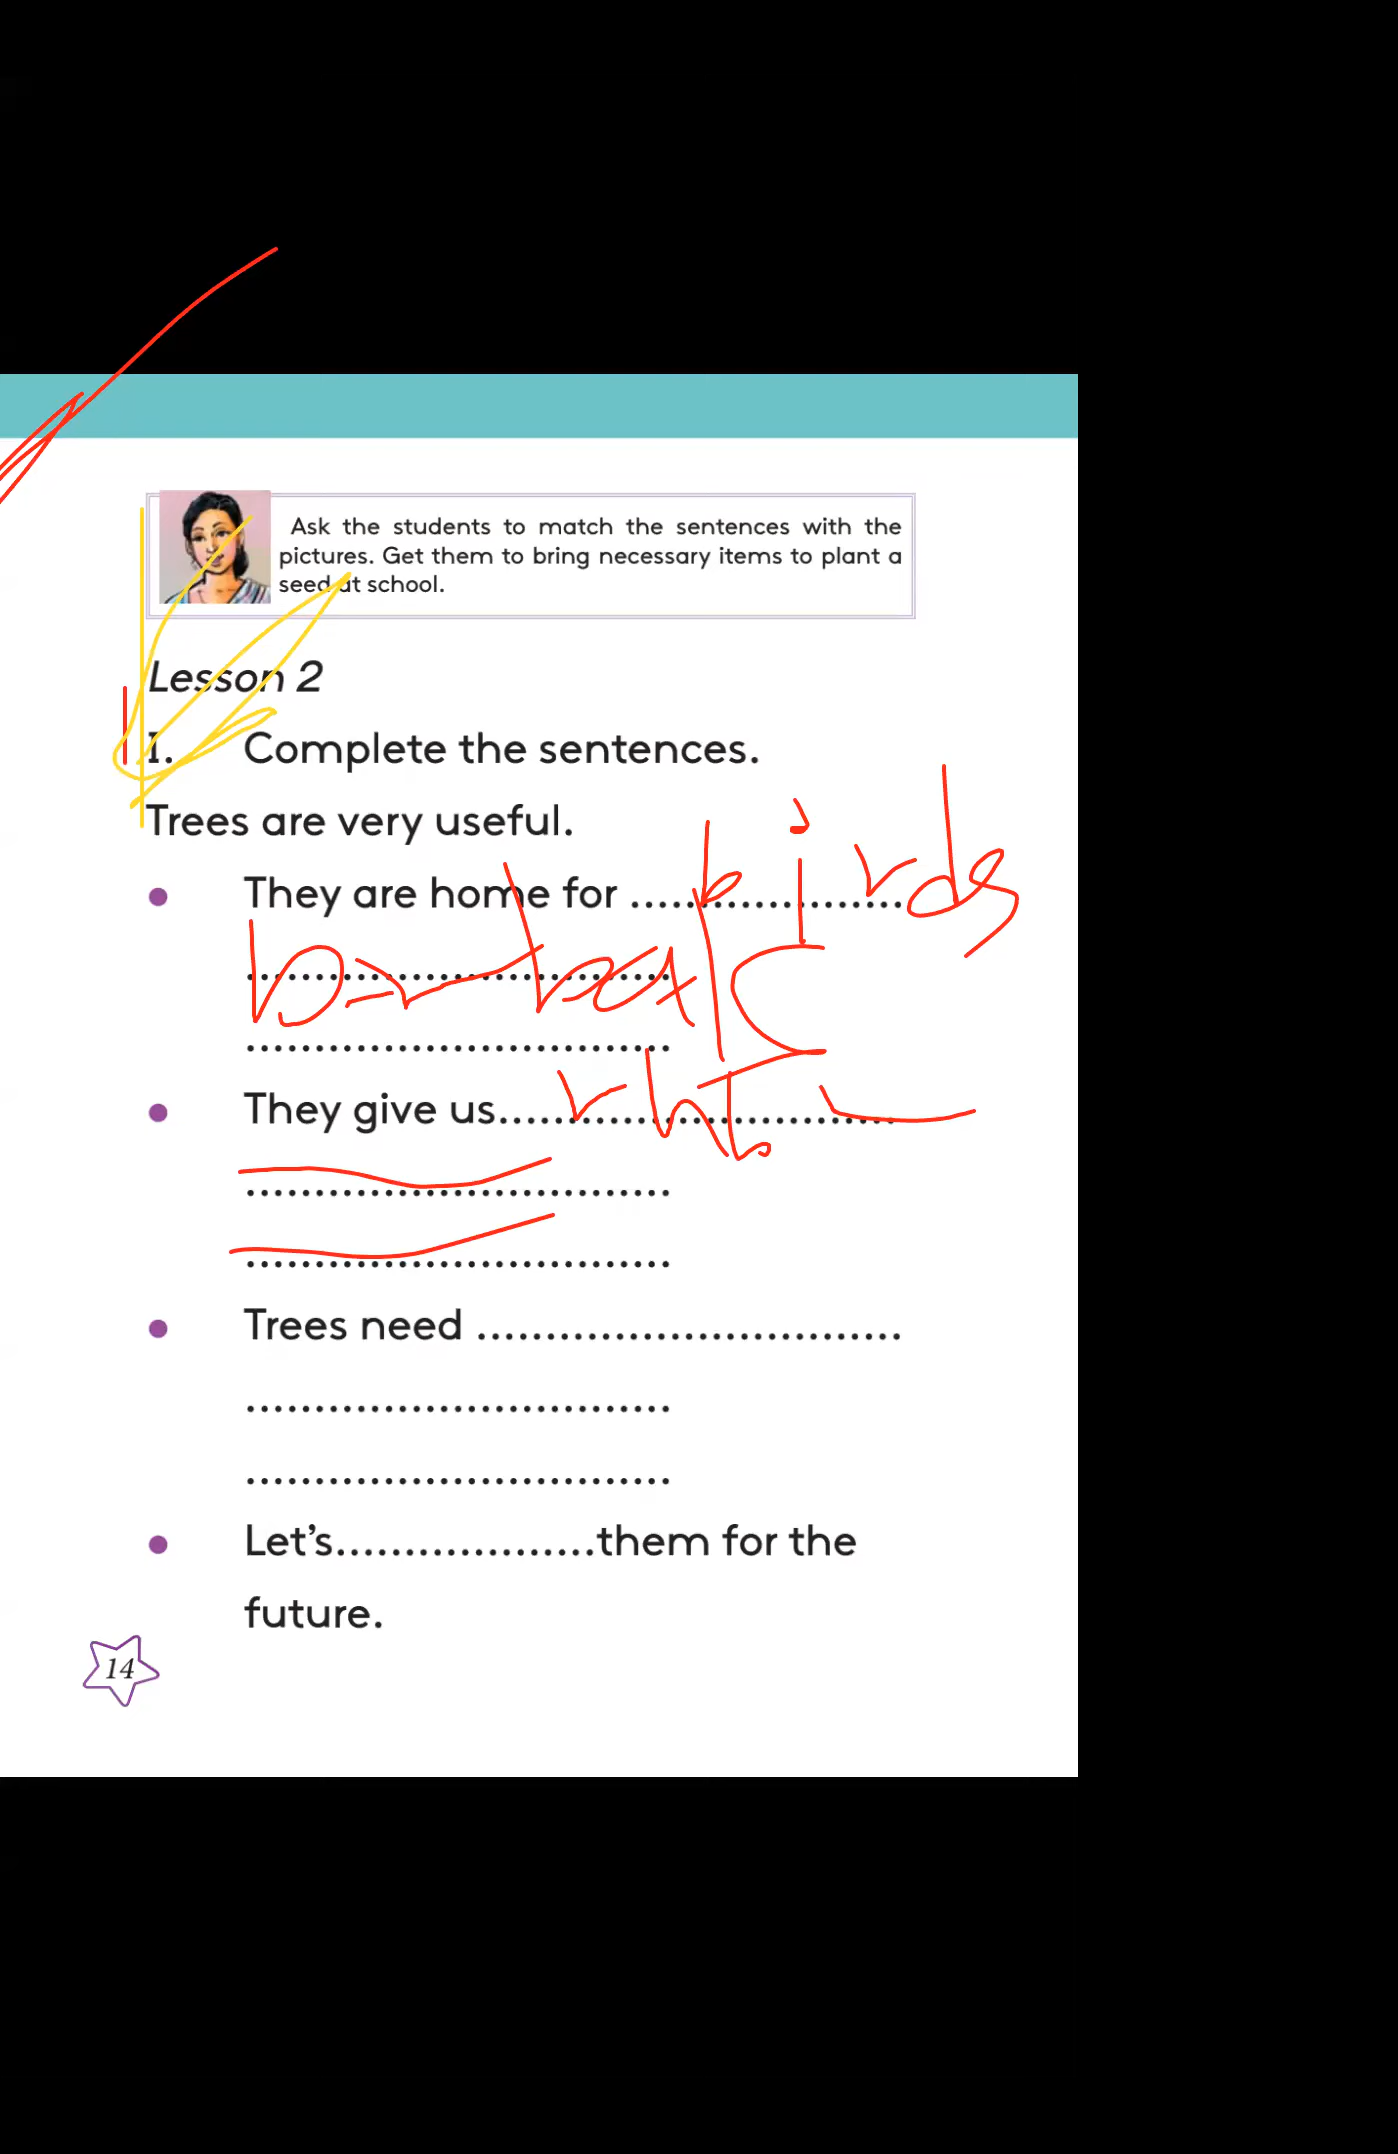 Ask the students to match the sentences with the
pictures. Get them to bring necessary items to plant a
seed at school.
Lesson 2
I. Complete the sentences.
Trees are very useful.
• They are home for .................... birds
...............................
...............................
• They give us.............................
...............................
...............................
• Trees need ...............................
...............................
...............................
• Let's...................them for the
future.
14